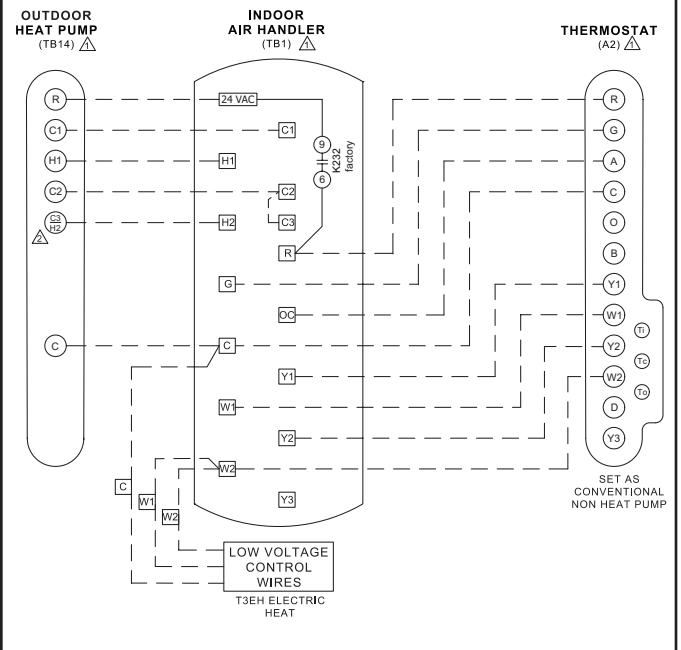 OUTDOOR
HEAT PUMP
(TB14) 1
INDOOR
AIR HANDLER
(TB1) 1
THERMOSTAT
(A2) 1
R
24 VAC
R
C1
C1
9
K232
factory
6
G
H1
H1
A
C2
C2
C
C3
H2
2
H2
C3
O
R
B
G
Y1
OC
W1
Ti
C
C
Y2
Tc
Y1
W2
To
W1
D
Y2
Y3
W2
SET AS
CONVENTIONAL
NON HEAT PUMP
C
W1
W2
Y3
LOW VOLTAGE
CONTROL
WIRES
T3EH ELECTRIC
HEAT